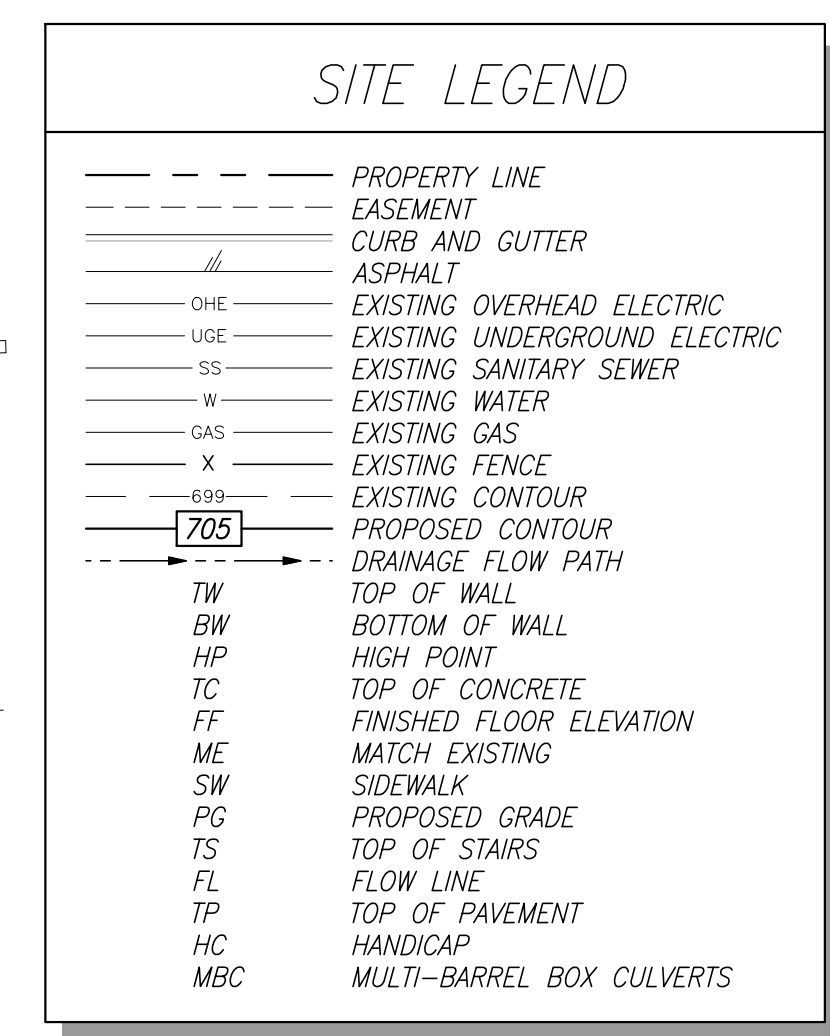 SITE LEGEND
PROPERTY LINE
EASEMENT
CURB AND GUTTER
ASPHALT
OHE EXISTING OVERHEAD ELECTRIC
UGE EXISTING UNDERGROUND ELECTRIC
SS EXISTING SANITARY SEWER
W EXISTING WATER
GAS EXISTING GAS
X EXISTING FENCE
699 EXISTING CONTOUR
705 PROPOSED CONTOUR
DRAINAGE FLOW PATH
TW TOP OF WALL
BW BOTTOM OF WALL
HP HIGH POINT
TC TOP OF CONCRETE
FF FINISHED FLOOR ELEVATION
ME MATCH EXISTING
SW SIDEWALK
PG PROPOSED GRADE
TS TOP OF STAIRS
FL FLOW LINE
TP TOP OF PAVEMENT
HC HANDICAP
MBC MULTI-BARREL BOX CULVERTS